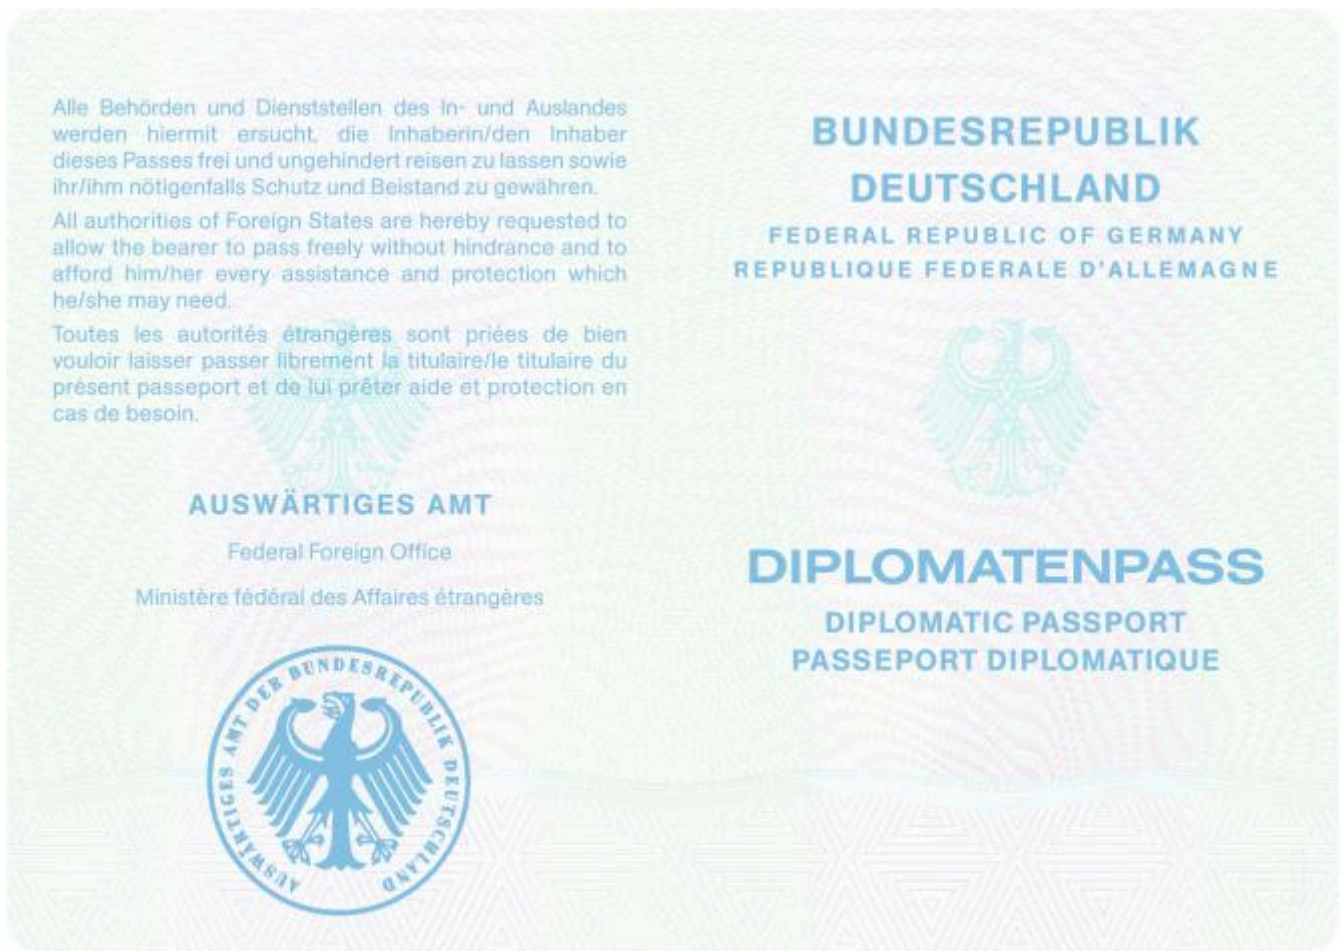 Alle Behörden und Dienststellen des In- und Auslandes
werden hiermit ersucht, die Inhaberin/den Inhaber
dieses Passes frei und ungehindert reisen zu lassen sowie
ihr/ihm nötigenfalls Schutz und Beistand zu gewähren.
All authorities of Foreign States are hereby requested to
allow the bearer to pass freely without hindrance and to
afford him/her every assistance and protection which
he/she may need.
Toutes les autorités étrangères sont priées de bien
vouloir laisser passer librement la titulaire/le titulaire du
présent passeport et de lui prêter aide et protection en
cas de besoin.
AUSWÄRTIGES AMT
Federal Foreign Office
Ministère fédéral des Affaires étrangères
AUSWÄRTIGES AMT DER BUNDESREPUBLIK DEUTSCHLAND
BUNDESREPUBLIK
DEUTSCHLAND
FEDERAL REPUBLIC OF GERMANY
REPUBLIQUE FEDERALE D'ALLEMAGNE
DIPLOMATENPASS
DIPLOMATIC PASSPORT
PASSEPORT DIPLOMATIQUE